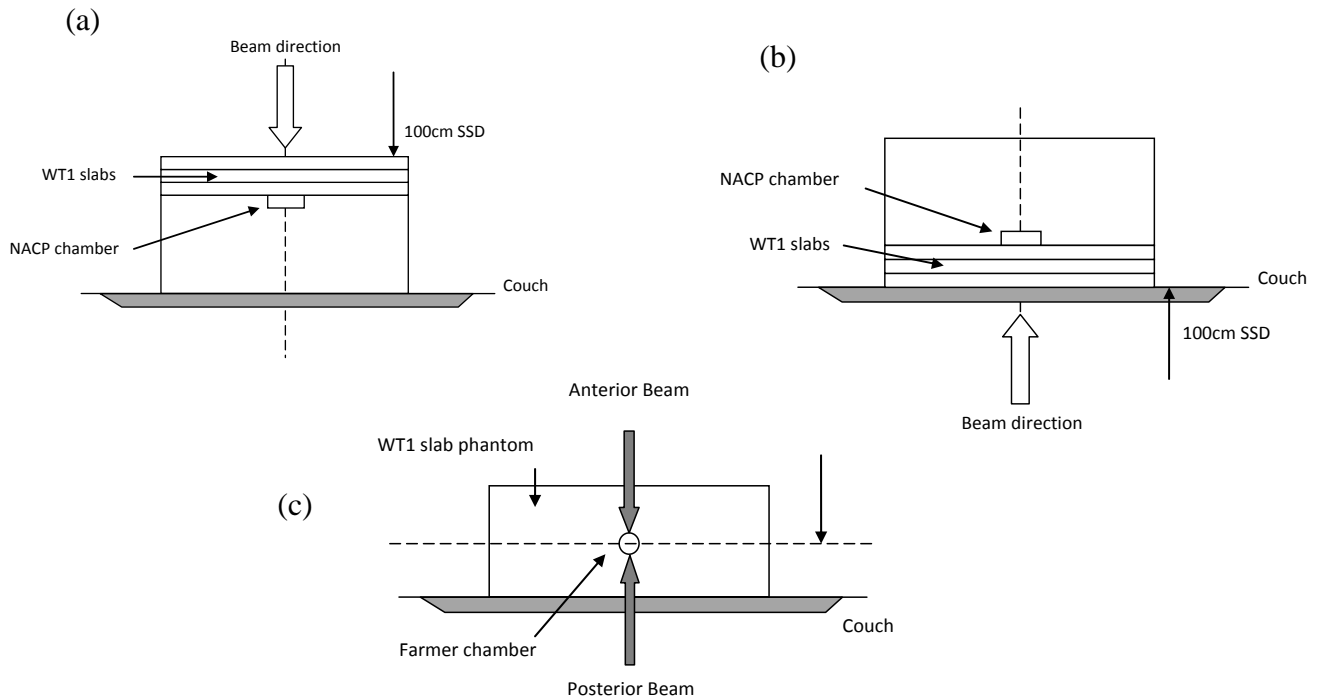 (a)
Beam direction
100cm SSD
WT1 slabs
NACP chamber
Couch
(b)
NACP chamber
WT1 slabs
Couch
100cm SSD
Beam direction
(c)
Anterior Beam
WT1 slab phantom
Farmer chamber
Couch
Posterior Beam